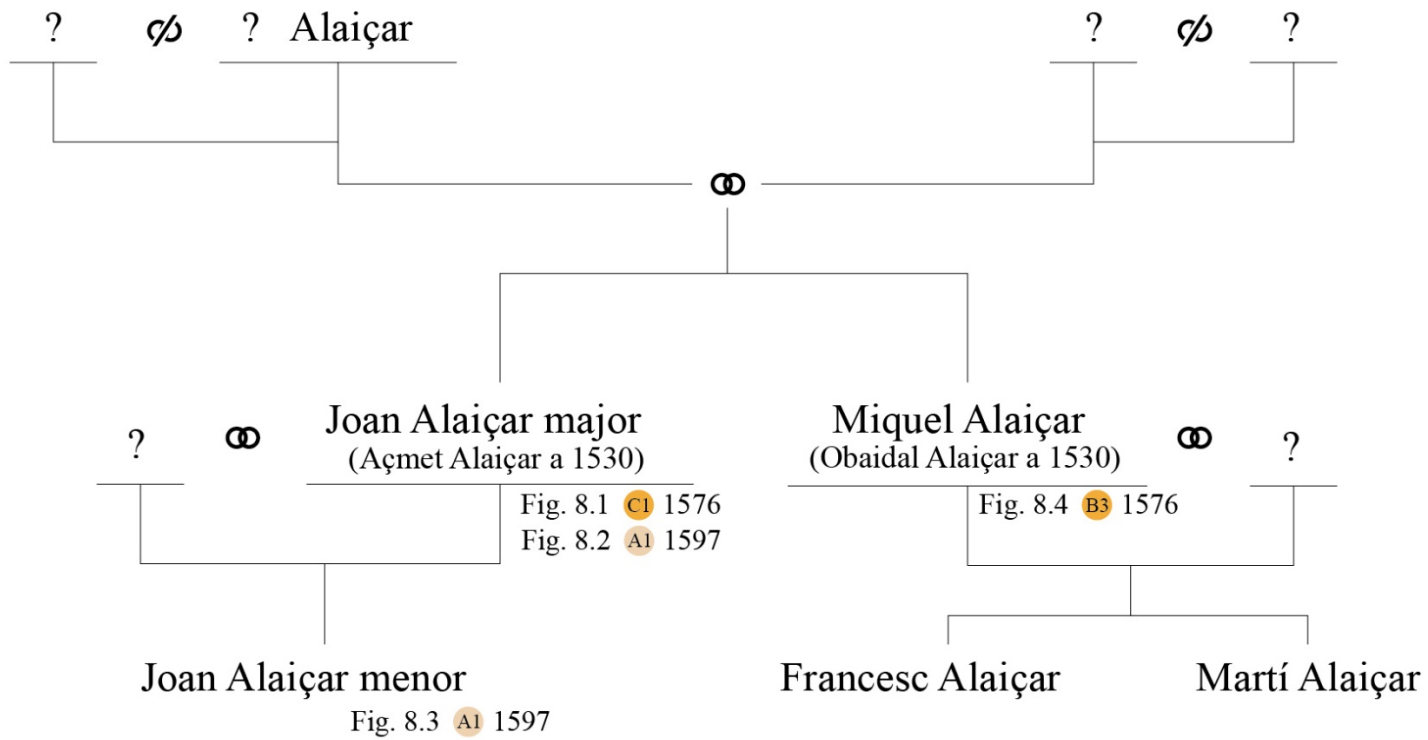 ? ? Alaiçar ? ?
? Joan Alaiçar major Miquel Alaiçar ?
(Açmet Alaiçar a 1530) (Obaidal Alaiçar a 1530)
Fig. 8.1 C1 1576 Fig. 8.4 B3 1576
Fig. 8.2 A1 1597
Joan Alaiçar menor Francesc Alaiçar Martí Alaiçar
Fig. 8.3 A1 1597